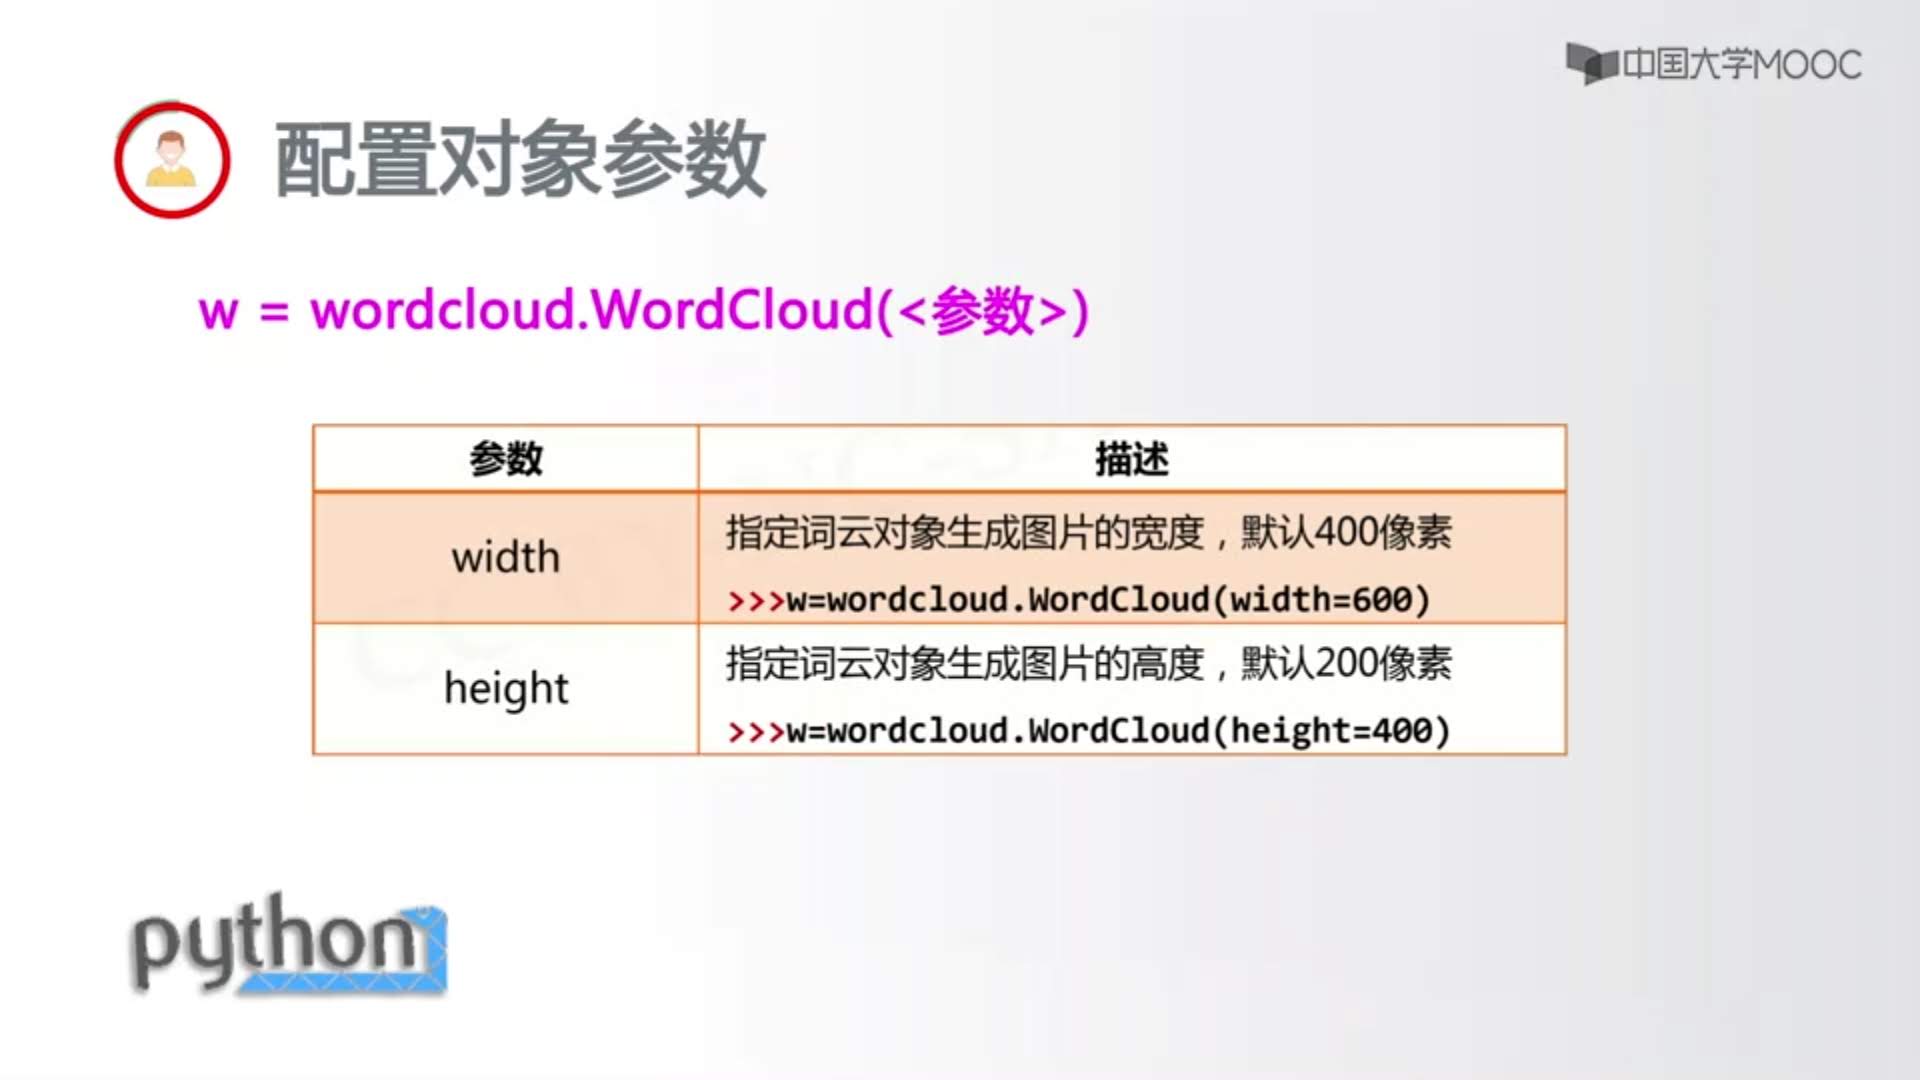 中国大学MOOC
配置对象参数
w = wordcloud.WordCloud(<参数>)
参数 描述
width
指定词云对象生成图片的宽度，默认400像素
>>>w=wordcloud.WordCloud(width=600)
height
指定词云对象生成图片的高度，默认200像素
>>>w=wordcloud.WordCloud(height=400)
python